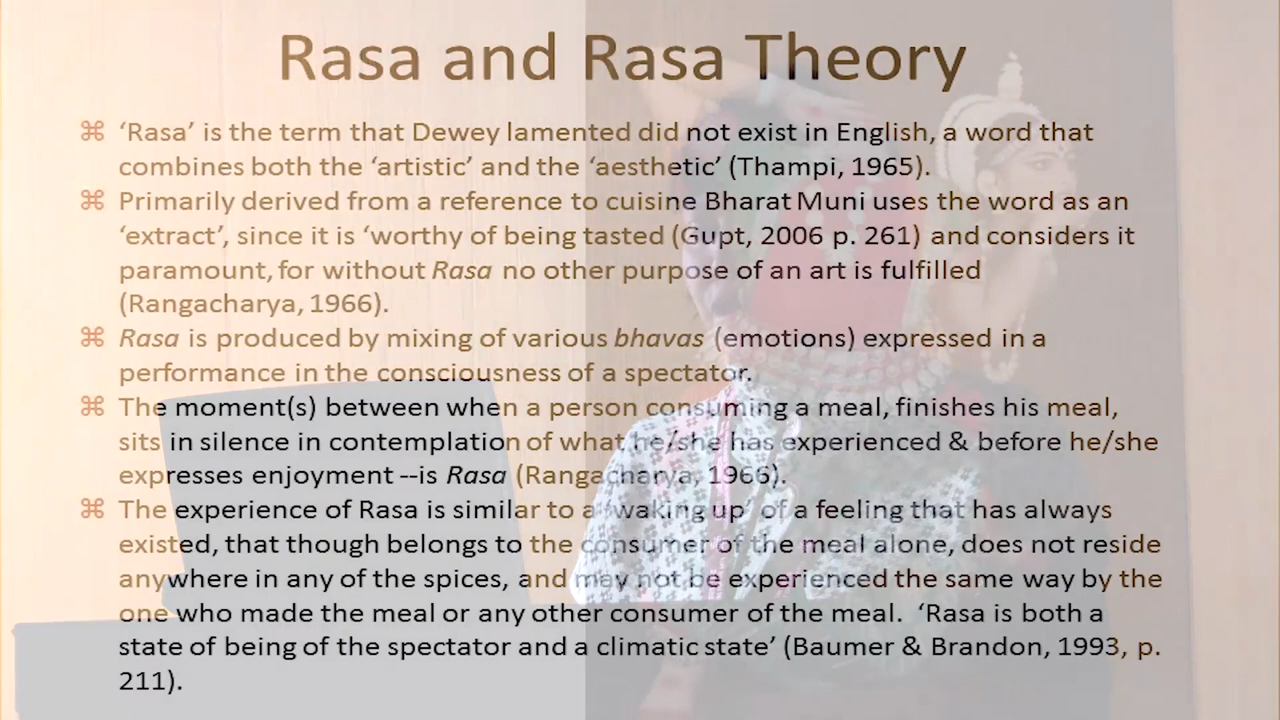 Rasa and Rasa Theory
⌘ ‘Rasa’ is the term that Dewey lamented did not exist in English, a word that
combines both the ‘artistic’ and the ‘aesthetic’ (Thampi, 1965).
⌘ Primarily derived from a reference to cuisine Bharat Muni uses the word as an
‘extract’, since it is ‘worthy of being tasted (Gupt, 2006 p. 261) and considers it
paramount, for without Rasa no other purpose of an art is fulfilled
(Rangacharya, 1966).
⌘ Rasa is produced by mixing of various bhavas (emotions) expressed in a
performance in the consciousness of a spectator.
⌘ The moment(s) between when a person consuming a meal, finishes his meal,
sits in silence in contemplation of what he/she has experienced & before he/she
expresses enjoyment --is Rasa (Rangacharya, 1966).
⌘ The experience of Rasa is similar to a ‘waking up’ of a feeling that has always
existed, that though belongs to the consumer of the meal alone, does not reside
anywhere in any of the spices, and may not be experienced the same way by the
one who made the meal or any other consumer of the meal. ‘Rasa is both a
state of being of the spectator and a climatic state’ (Baumer & Brandon, 1993, p.
211).